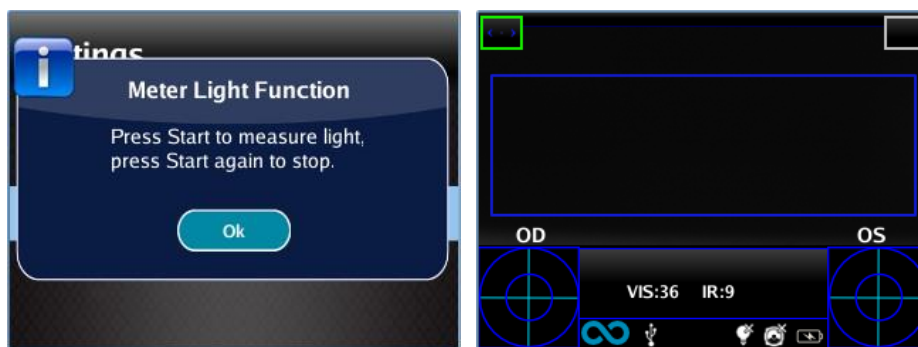 tings
Meter Light Function
Press Start to measure light,
press Start again to stop.
Ok
OD
OS
VIS:36 IR:9